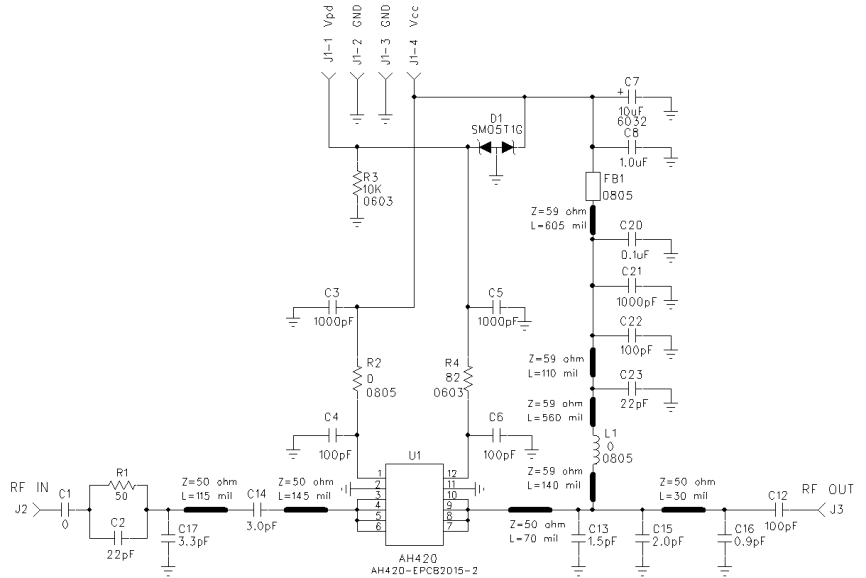 J1-1 Vpd
J1-2 GND
J1-3 GND
J1-4 Vcc
C7
+
10uF
6032
C8
1.0uF
D1
SM05T1G
R3
10K
0603
FB1
0805
Z=59 ohm
L=605 mil
C20
0.1uF
C21
1000pF
C3
1000pF
C5
1000pF
C22
100pF
R2
0
0805
R4
82
0603
Z=59 ohm
L=110 mil
C23
22pF
Z=59 ohm
L=560 mil
C4
100pF
C6
100pF
L1
0
0805
U1
1
2
3
4
5
6
12
11
10
9
8
7
AH420
AH420-EPCB2015-2
Z=59 ohm
L=140 mil
RF IN
J2
C1
0
R1
50
C2
22pF
Z=50 ohm
L=115 mil
C17
3.3pF
C14
3.0pF
Z=50 ohm
L=145 mil
Z=50 ohm
L=70 mil
C13
1.5pF
C15
2.0pF
Z=50 ohm
L=30 mil
C16
0.9pF
C12
100pF
RF OUT
J3